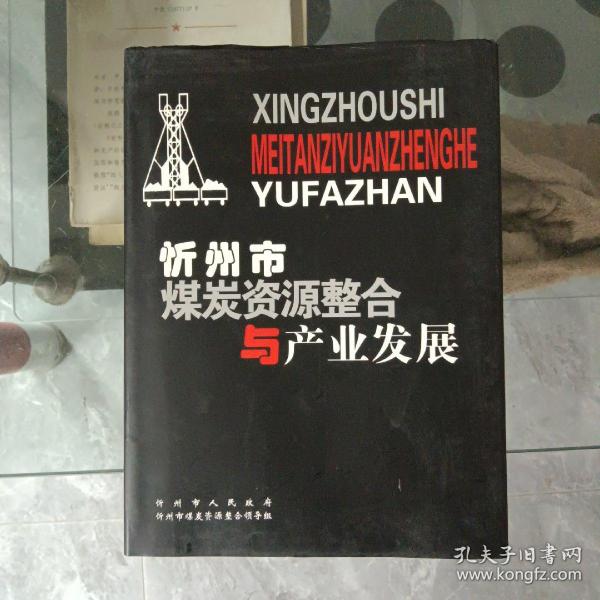 XINGZHOUSHI
MEITANZIYUANZHENGHE
YUFAZHAN
忻州市
煤炭资源整合
与产业发展
忻州市人民政府
忻州市煤炭资源整合领导组
孔夫子旧书网
www.kongfz.com